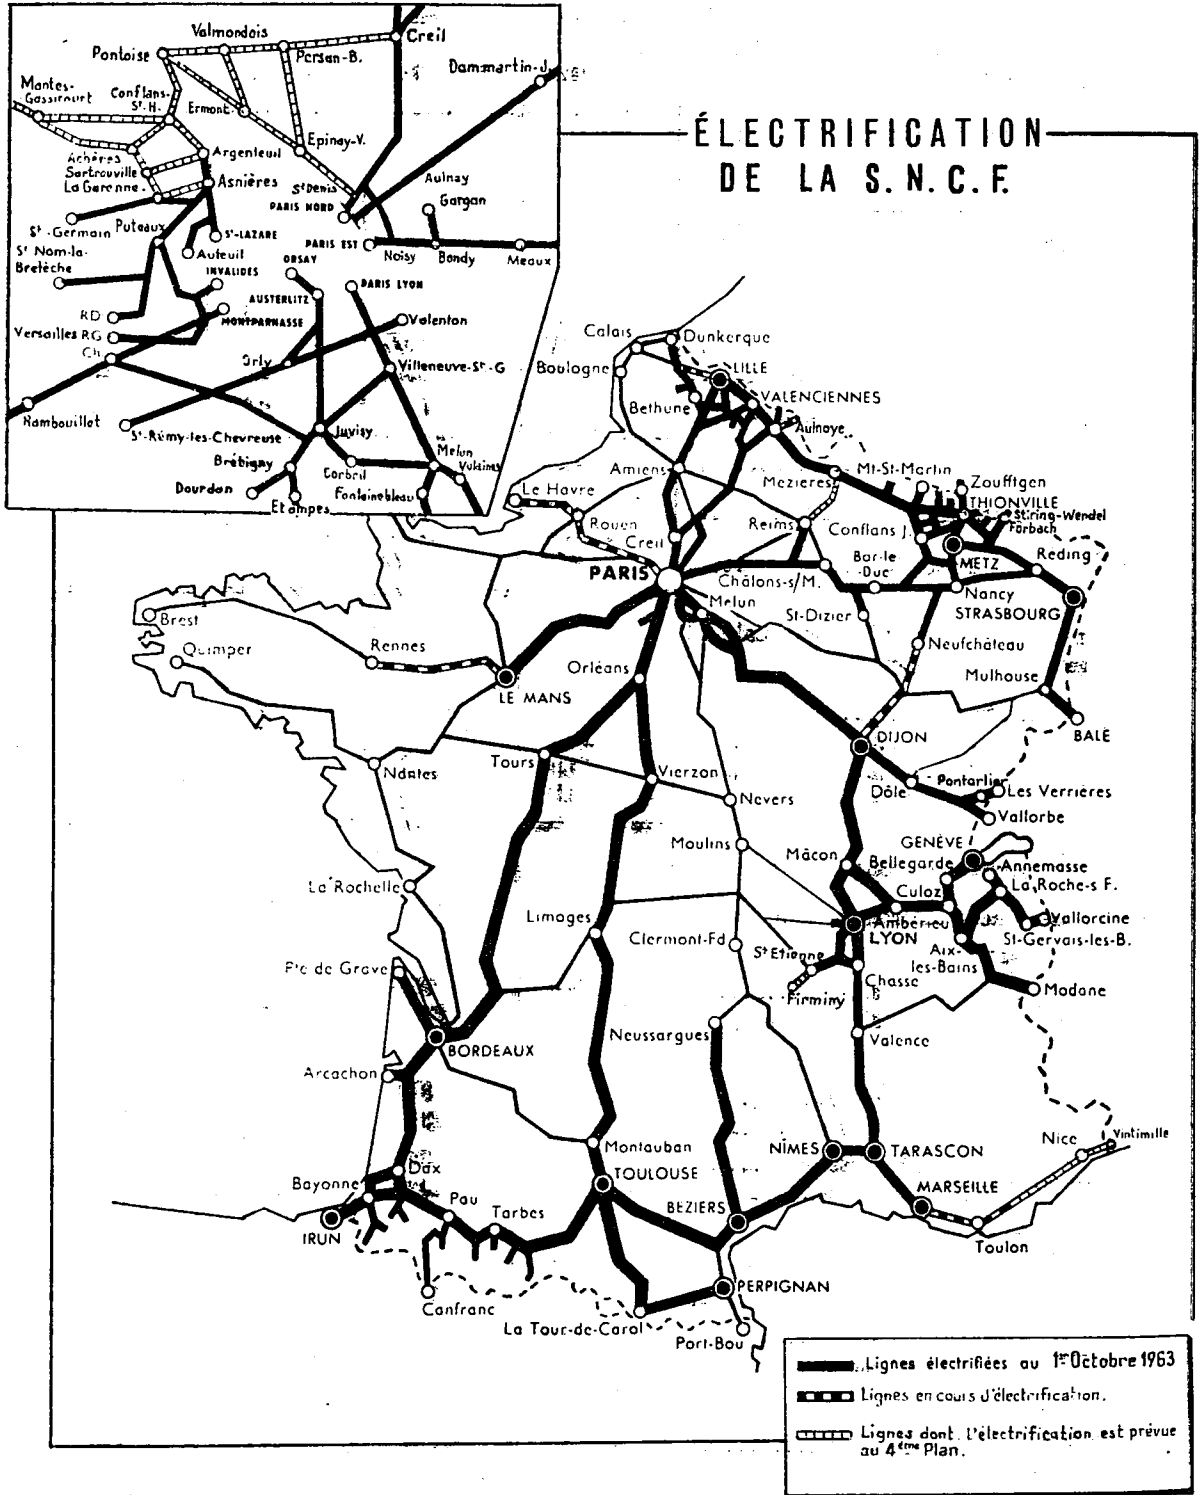 ÉLECTRIFICATION
DE LA S.N.C.F.
Valmondois
Creil
Pontoise
Persan-B.
Dammartin-J.
Mantes-
Gassicourt
Conflans-
St-H.
Ermont
Epinay-V.
Achères
Argenteuil
Sartrouville
La Garenne
Asnières
St Denis
PARIS NORD
Aulnay
Gargan
St-Germain
Puteaux
St-LAZARE
PARIS EST
Noisy
Bondy
Meaux
St Nom-la-
Bretèche
Auteuil
INVALIDES
ORSAY
AUSTERLITZ
PARIS LYON
RD
MONTPARNASSE
Valenton
Versailles RG
Ch
Orly
Villeneuve-St-G
Rambouillet
St-Rémy-les-Chevreuse
Juvisy
Brétigny
Corbeil
Melun
Vulaines
Dourdan
Fontainebleau
Etampes
Calais
Dunkerque
Boulogne
LILLE
Bethune
VALENCIENNES
Aulnoye
Amiens
Mezieres
Mt-St-Martin
Zoufftgen
THIONVILLE
Le Havre
Rouen
Creil
Reims
Conflans J.
Stiring-Wendel
Forbach
PARIS
Bar-le
-Duc
METZ
Reding
Châlons-s/M.
Melun
Nancy
STRASBOURG
St-Dizier
Brest
Quimper
Rennes
Neufchâteau
Orléans
Mulhouse
LE MANS
DIJON
BALE
Nantes
Tours
Vierzon
Nevers
Dôle
Pontarlier
Les Verrières
Vallorbe
Moulins
Mâcon
GENÈVE
Bellegarde
Annemasse
La Roche-s F.
La Rochelle
Culoz
Limoges
Ambérieu
Vallorcine
Clermont-Fd
LYON
St-Gervais-les-B.
St Etienne
Aix-
les-Bains
Pte de Grave
Firminy
Chasse
Modane
Neussargues
Valence
BORDEAUX
Arcachon
Montauban
NÎMES
TARASCON
Nice
Vintimille
Dax
Bayonne
TOULOUSE
MARSEILLE
IRUN
Pau
Tarbes
BEZIERS
Toulon
Canfranc
PERPIGNAN
La Tour-de-Carol
Port-Bou
Lignes électrifiées au 1er Octobre 1963
Lignes en cours d'électrification.
Lignes dont l'électrification est prévue
au 4ème Plan.